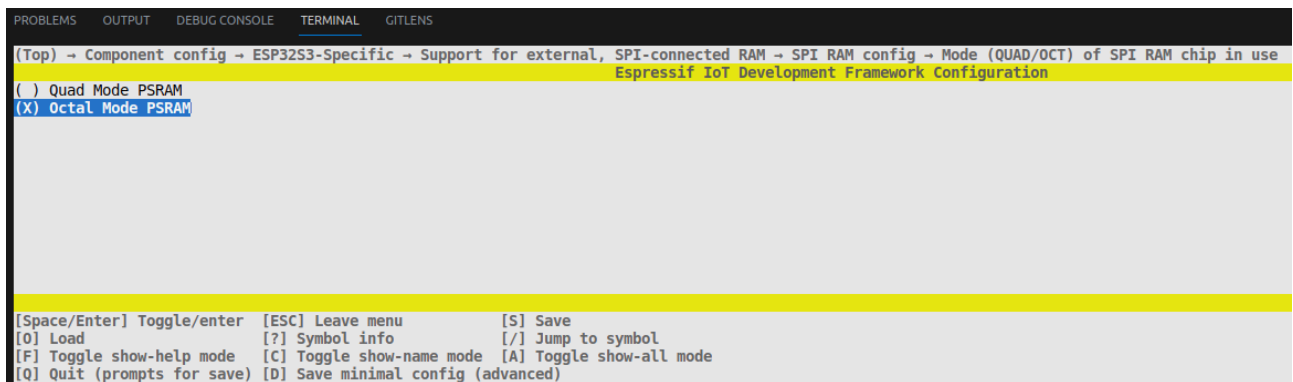 PROBLEMS OUTPUT DEBUG CONSOLE TERMINAL GITLENS
(Top) → Component config → ESP32S3-Specific → Support for external, SPI-connected RAM → SPI RAM config → Mode (QUAD/OCT) of SPI RAM chip in use
Espressif IoT Development Framework Configuration
( ) Quad Mode PSRAM
(X) Octal Mode PSRAM
[Space/Enter] Toggle/enter [ESC] Leave menu [S] Save
[O] Load [?] Symbol info [/] Jump to symbol
[F] Toggle show-help mode [C] Toggle show-name mode [A] Toggle show-all mode
[Q] Quit (prompts for save) [D] Save minimal config (advanced)